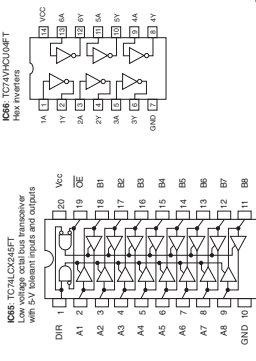 IC65: TC74LCX245FT
Low voltage octal bus transceiver
with 5-V tolerant inputs and outputs
DIR 1
A1 2
A2 3
A3 4
A4 5
A5 6
A6 7
A7 8
A8 9
GND 10
20 Vcc
19 OE
18 B1
17 B2
16 B3
15 B4
14 B5
13 B6
12 B7
11 B8
IC66: TC74VHCU04FT
Hex inverters
1A 1
1Y 2
2A 3
2Y 4
3A 5
3Y 6
GND 7
14 VCC
13 6A
12 6Y
11 5A
10 5Y
9 4A
8 4Y